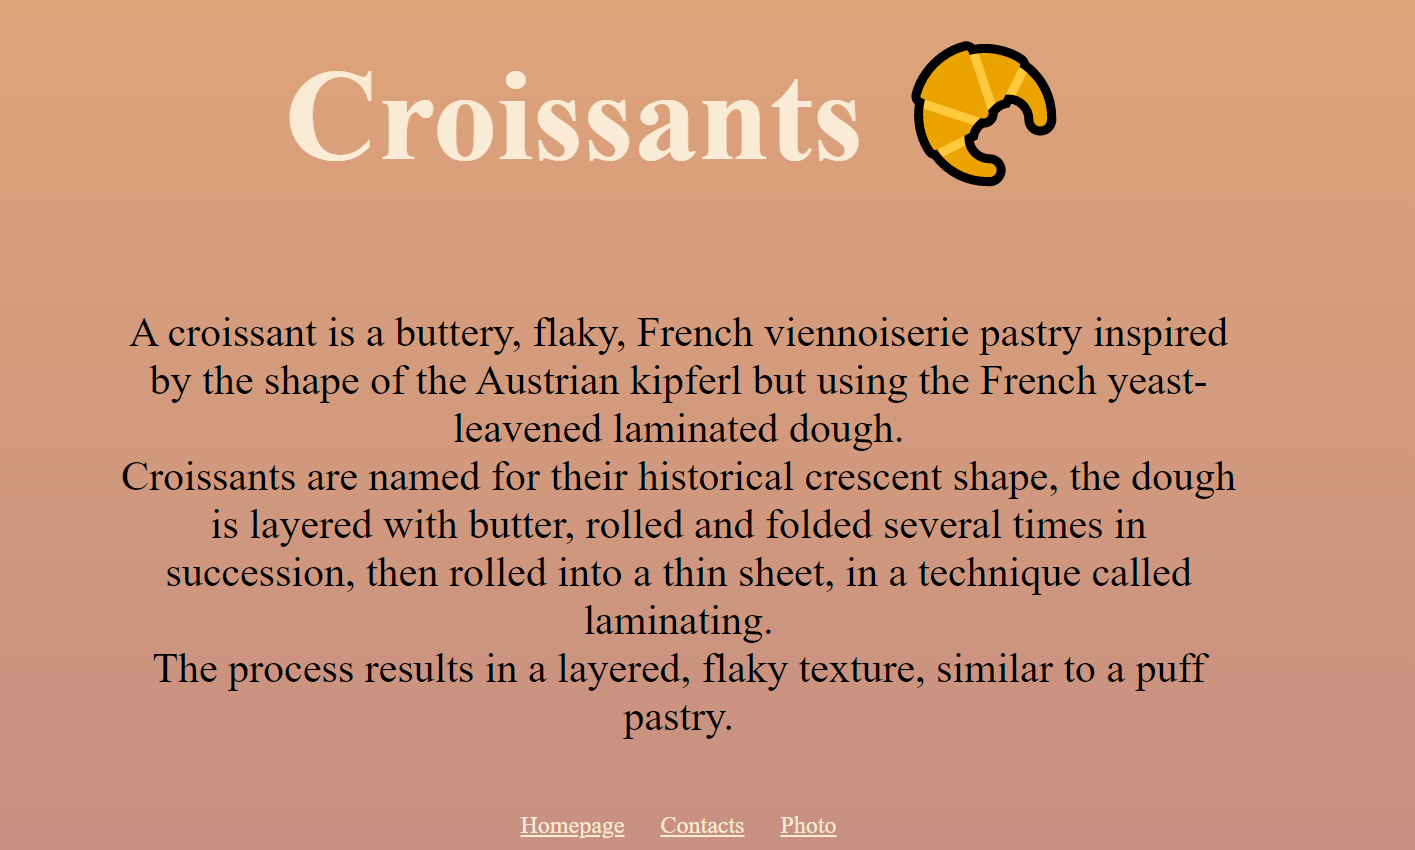 Croissants
A croissant is a buttery, flaky, French viennoiserie pastry inspired
by the shape of the Austrian kipferl but using the French yeast-
leavened laminated dough.
Croissants are named for their historical crescent shape, the dough
is layered with butter, rolled and folded several times in
succession, then rolled into a thin sheet, in a technique called
laminating.
The process results in a layered, flaky texture, similar to a puff
pastry.
Homepage Contacts Photo